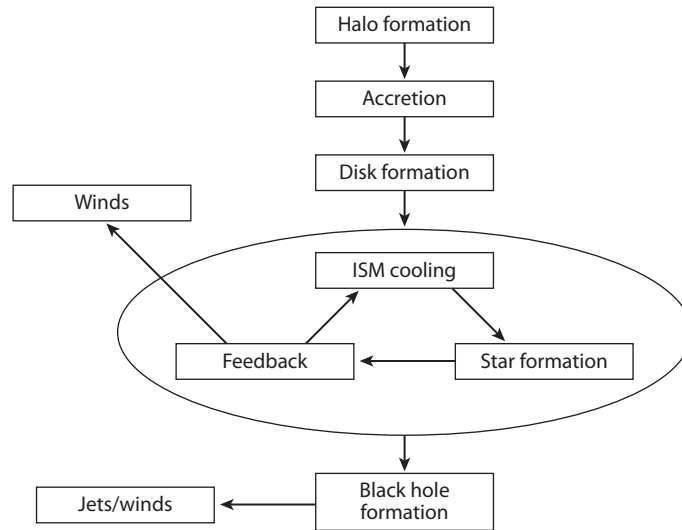 Halo formation
Accretion
Disk formation
Winds
ISM cooling
Feedback
Star formation
Black hole
formation
Jets/winds